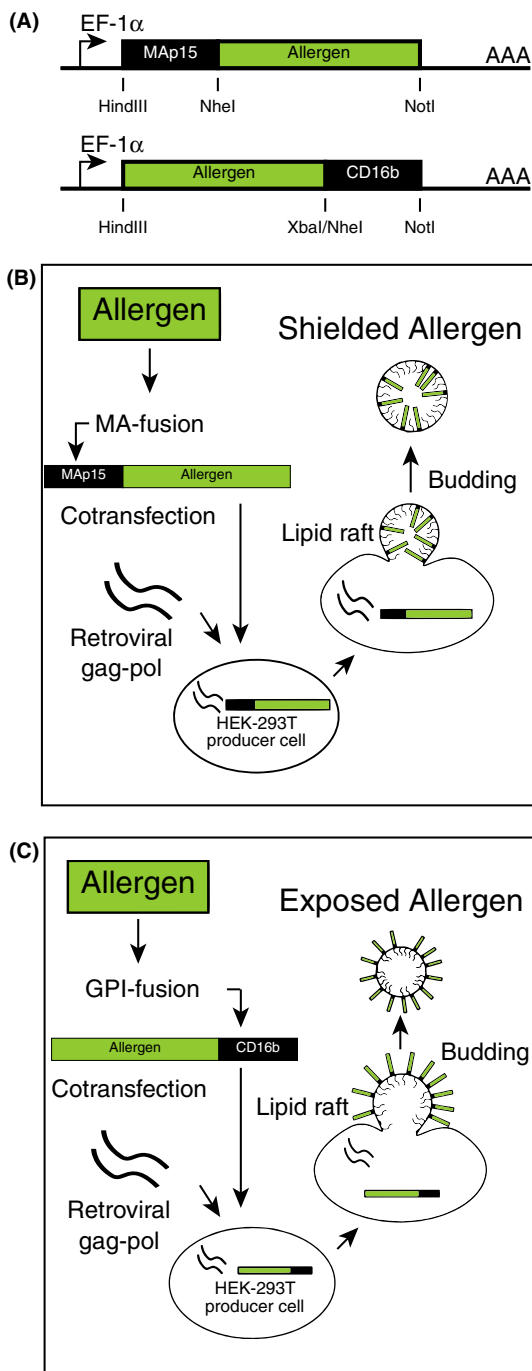 (A)
EF-1α
MAp15 Allergen AAA
HindIII NheI NotI
EF-1α
Allergen CD16b AAA
HindIII XbaI/NheI NotI
(B)
Allergen
Shielded Allergen
MA-fusion
Budding
MAp15 Allergen
Lipid raft
Cotransfection
Retroviral
gag-pol
HEK-293T
producer cell
(C)
Allergen
Exposed Allergen
GPI-fusion
Allergen CD16b
Budding
Cotransfection
Lipid raft
Retroviral
gag-pol
HEK-293T
producer cell